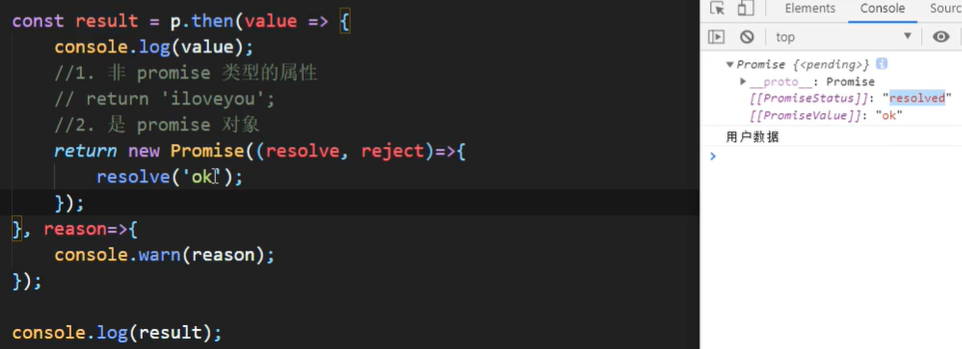 const result = p.then(value => {
    console.log(value);
    //1. 非 promise 类型的属性
    // return 'iloveyou';
    //2. 是 promise 对象
    return new Promise((resolve, reject)=>{
        resolve('ok');
    });
}, reason=>{
    console.warn(reason);
});
console.log(result);
Elements Console Sourc
top
Promise {<pending>} i
__proto__: Promise
[[PromiseStatus]]: "resolved"
[[PromiseValue]]: "ok"
用户数据
>